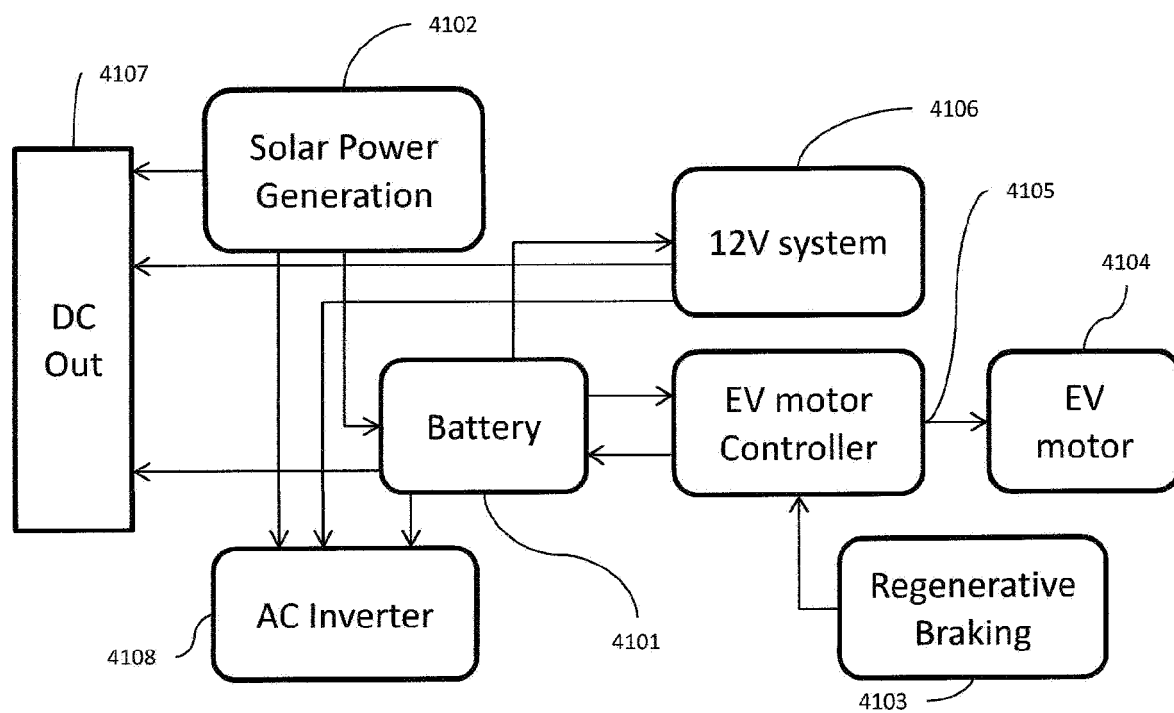 4102
4107
4106
Solar Power
Generation
4105
12V system
4104
DC
Out
EV motor
Controller
EV
motor
Battery
Regenerative
Braking
AC Inverter
4108
4101
4103